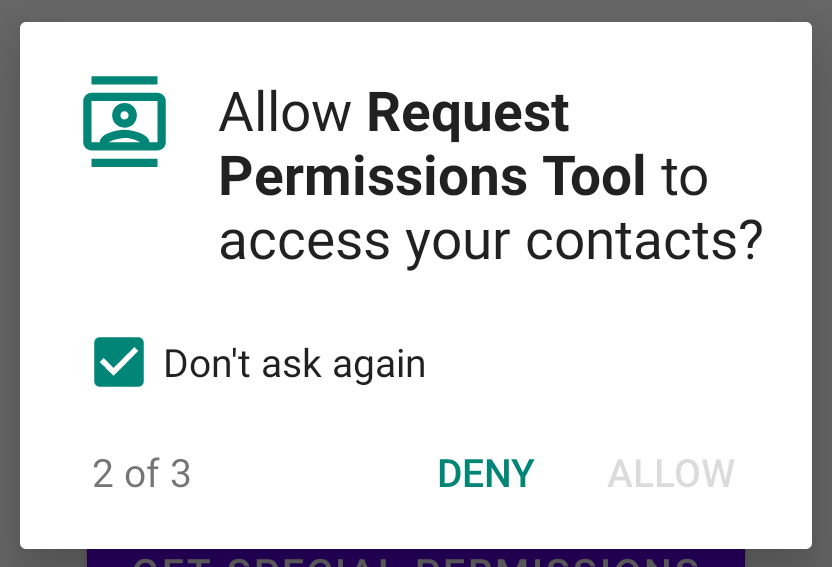 Allow Request
Permissions Tool to
access your contacts?
Don't ask again
2 of 3
DENY
ALLOW
GET SPECIAL PERMISSIONS